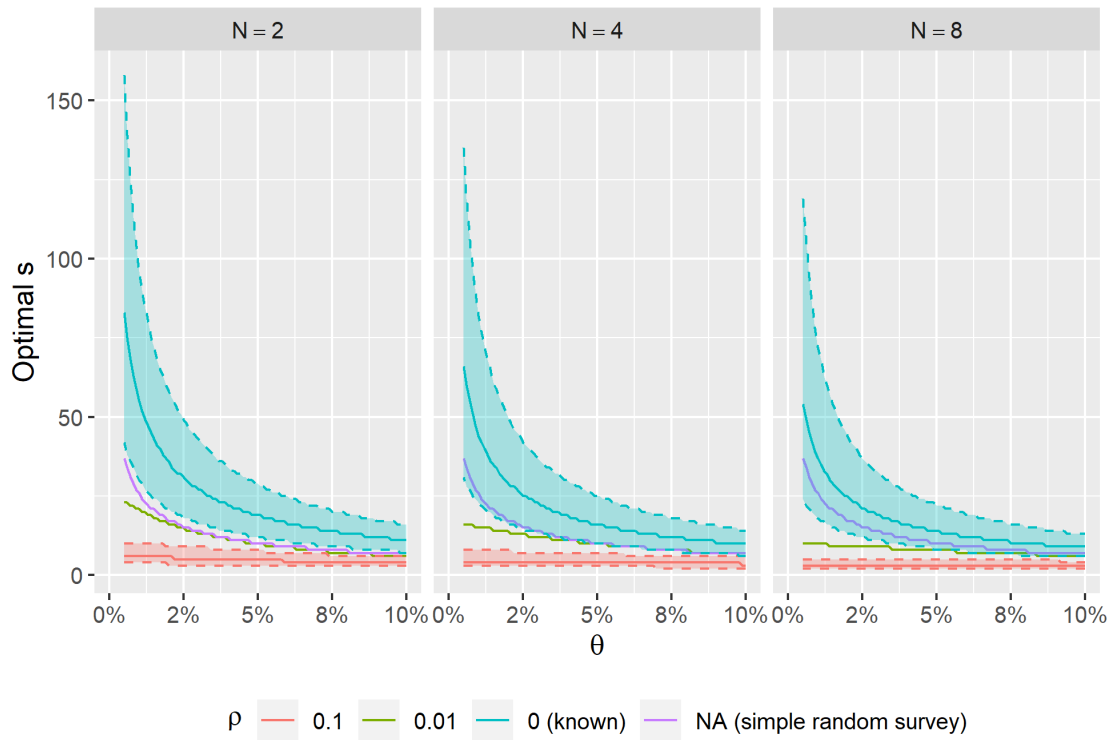 N = 2 N = 4 N = 8
150
100
50
0
Optimal s
0% 2% 5% 8% 10% 0% 2% 5% 8% 10% 0% 2% 5% 8% 10%
θ
ρ 0.1 0.01 0 (known) NA (simple random survey)